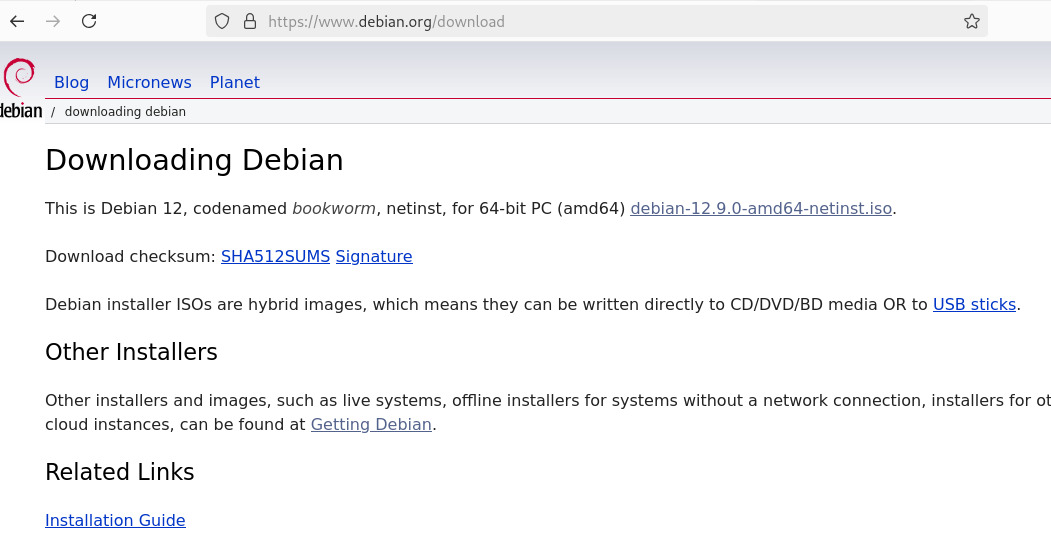 https://www.debian.org/download
Blog Micronews Planet
debian / downloading debian
Downloading Debian
This is Debian 12, codenamed bookworm, netinst, for 64-bit PC (amd64) debian-12.9.0-amd64-netinst.iso.
Download checksum: SHA512SUMS Signature
Debian installer ISOs are hybrid images, which means they can be written directly to CD/DVD/BD media OR to USB sticks.
Other Installers
Other installers and images, such as live systems, offline installers for systems without a network connection, installers for ot
cloud instances, can be found at Getting Debian.
Related Links
Installation Guide